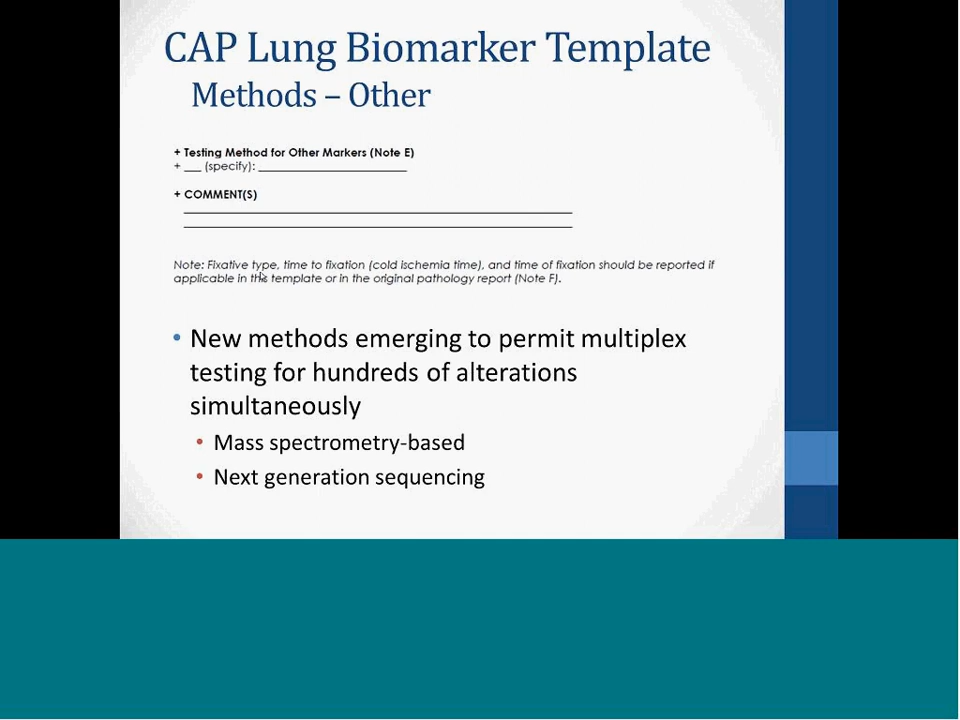 CAP Lung Biomarker Template
Methods – Other
+ Testing Method for Other Markers (Note E)
+ ___ (specify): ______________________
+ COMMENT(S)
Note: Fixative type, time to fixation (cold ischemia time), and time of fixation should be reported if
applicable in this template or in the original pathology report (Note F).
• New methods emerging to permit multiplex
testing for hundreds of alterations
simultaneously
• Mass spectrometry-based
• Next generation sequencing